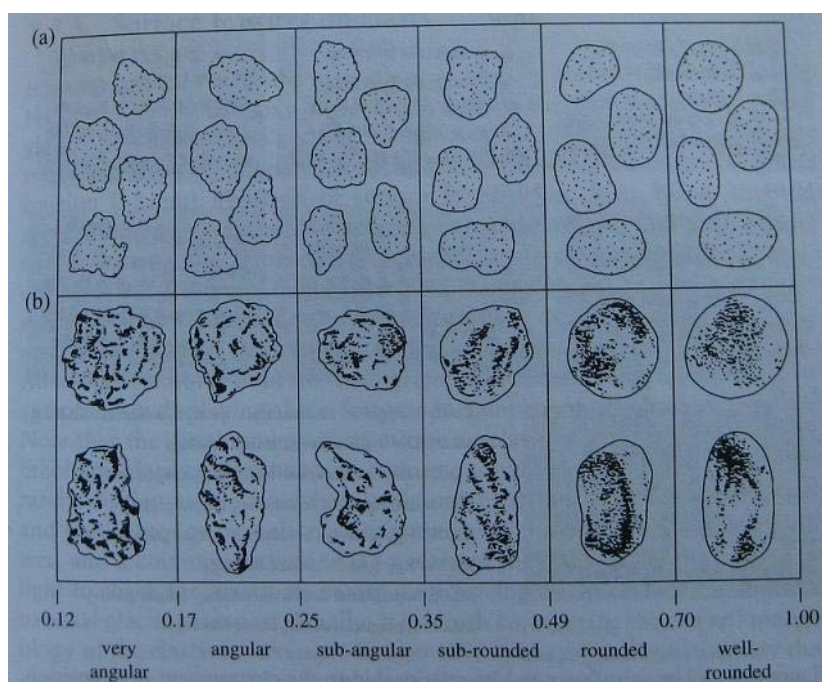 (a)
(b)
0.12 0.17 0.25 0.35 0.49 0.70 1.00
very angular sub-angular sub-rounded rounded well-
angular rounded